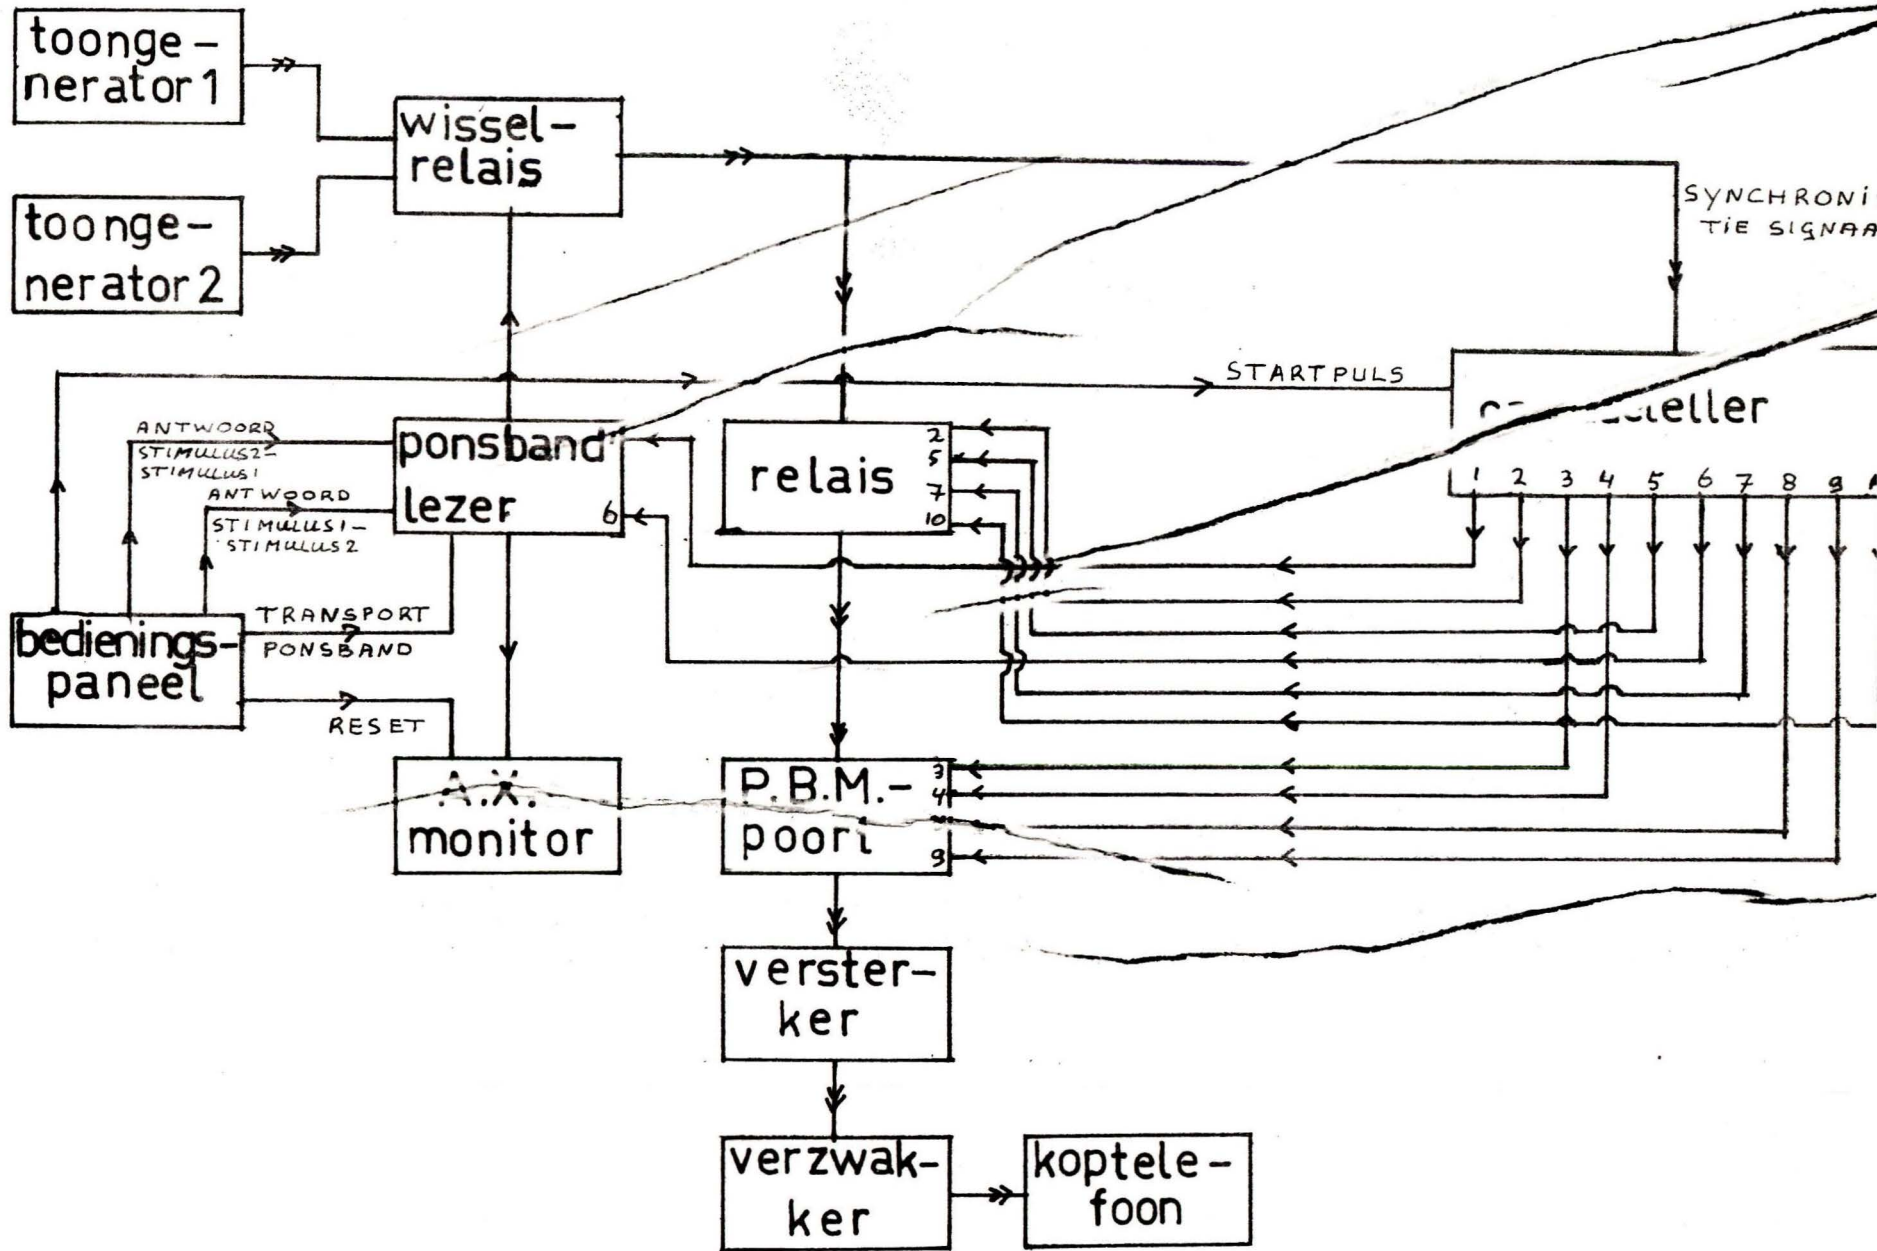 toonge-
nerator 1
toonge-
nerator 2
wissel-
relais
SYNCHRONI
TIE SIGNAA
STARTPULS
teller
1 2 3 4 5 6 7 8 9
ANTWOORD
STIMULUS2-
STIMULUS1
ANTWOORD
STIMULUS1-
STIMULUS2
ponsband
lezer
6
relais
2
5
7
10
bedienings-
paneel
TRANSPORT
PONSBAND
RESET
A.X.
monitor
P.B.M.-
poort
3
4
9
verster-
ker
verzwak-
ker
koptele-
foon